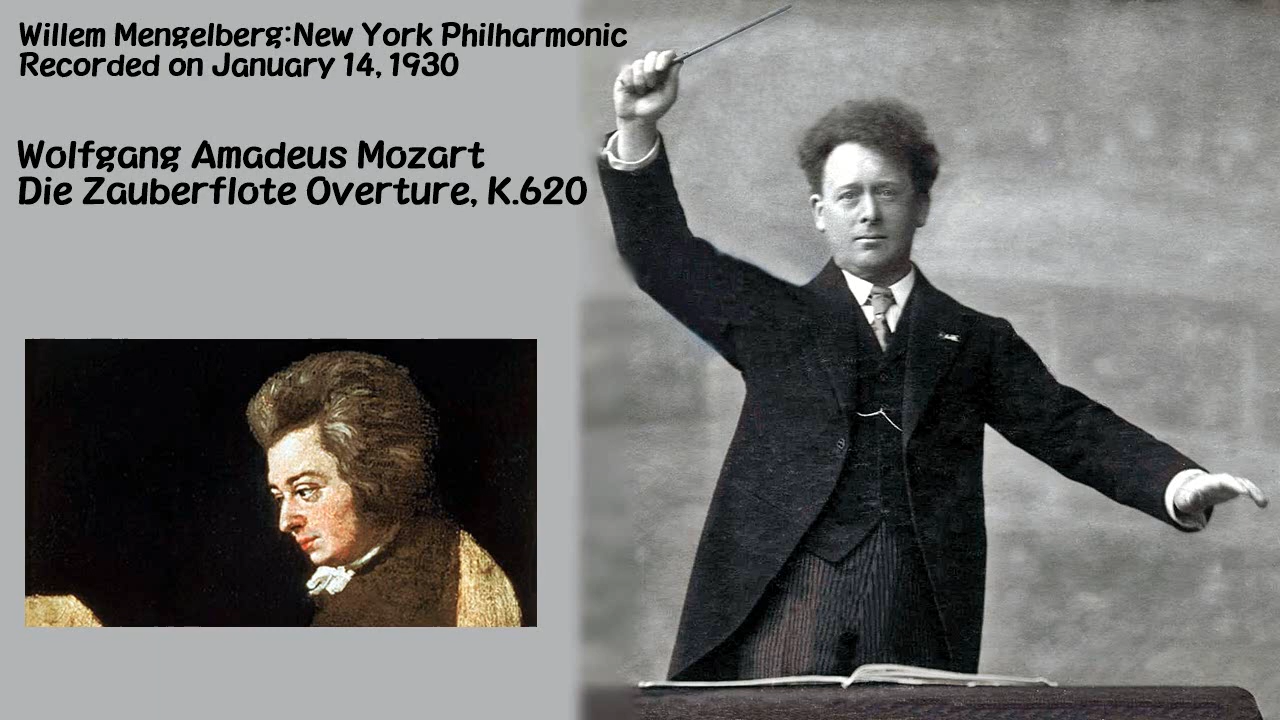 Willem Mengelberg:New York Philharmonic
Recorded on January 14, 1930
Wolfgang Amadeus Mozart
Die Zauberflote Overture, K.620